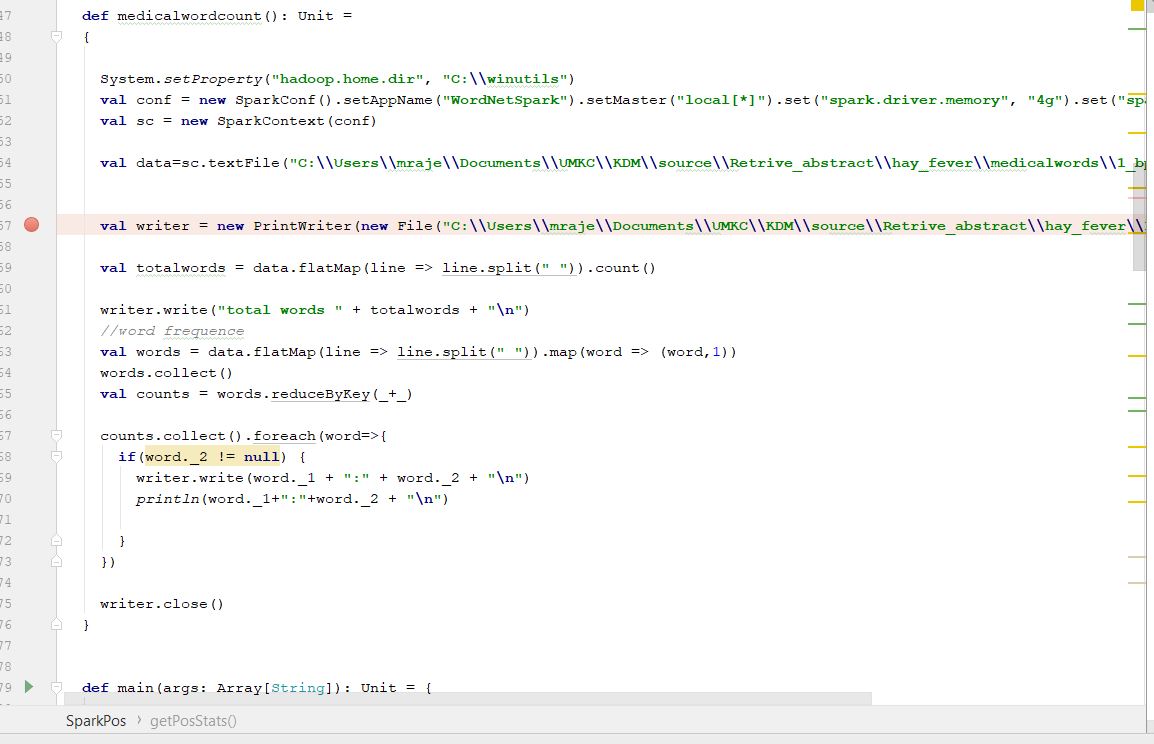 47 def medicalwordcount(): Unit =
48 {
49
50 System.setProperty("hadoop.home.dir", "C:\\winutils")
51 val conf = new SparkConf().setAppName("WordNetSpark").setMaster("local[*]").set("spark.driver.memory", "4g").set("spa
52 val sc = new SparkContext(conf)
53
54 val data=sc.textFile("C:\\Users\\mraje\\Documents\\UMKC\\KDM\\source\\Retrive_abstract\\hay_fever\\medicalwords\\1_bp
55
56
57 val writer = new PrintWriter(new File("C:\\Users\\mraje\\Documents\\UMKC\\KDM\\source\\Retrive_abstract\\hay_fever\\
58
59 val totalwords = data.flatMap(line => line.split(" ")).count()
60
61 writer.write("total words " + totalwords + "\n")
62 //word frequence
63 val words = data.flatMap(line => line.split(" ")).map(word => (word,1))
64 words.collect()
65 val counts = words.reduceByKey(_+_)
66
67 counts.collect().foreach(word=>{
68 if(word._2 != null) {
69 writer.write(word._1 + ":" + word._2 + "\n")
70 println(word._1+":"+word._2 + "\n")
71
72 }
73 })
74
75 writer.close()
76 }
77
78
79 def main(args: Array[String]): Unit = {
SparkPos › getPosStats()